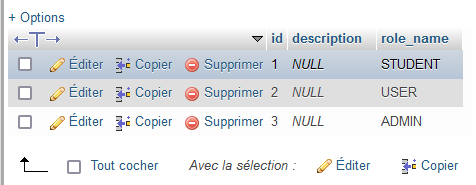 + Options
id description role_name
Éditer Copier Supprimer 1 NULL STUDENT
Éditer Copier Supprimer 2 NULL USER
Éditer Copier Supprimer 3 NULL ADMIN
Tout cocher Avec la sélection : Éditer Copier